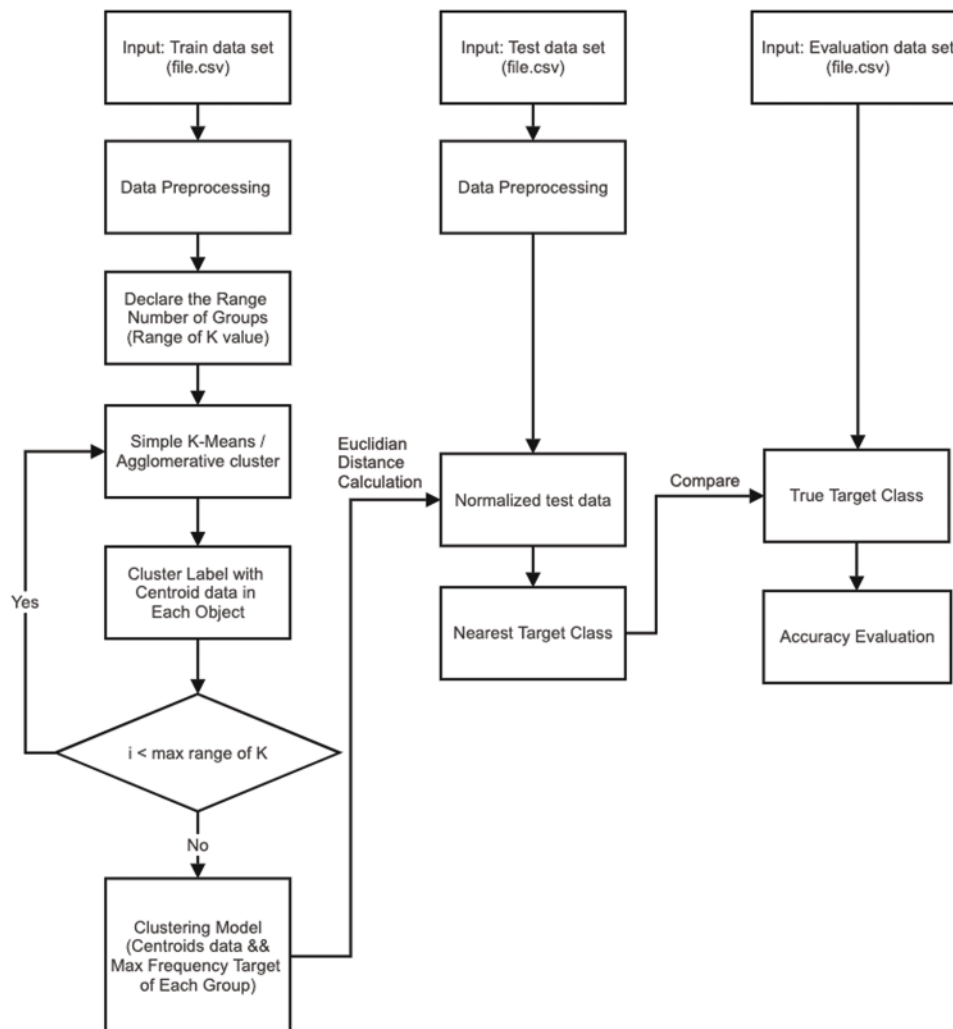 Input: Train data set
(file.csv)
Input: Test data set
(file.csv)
Input: Evaluation data set
(file.csv)
Data Preprocessing
Data Preprocessing
Declare the Range
Number of Groups
(Range of K value)
Simple K-Means /
Agglomerative cluster
Euclidian
Distance
Calculation
Normalized test data
Compare
True Target Class
Cluster Label with
Centroid data in
Each Object
Yes
Nearest Target Class
Accuracy Evaluation
i < max range of K
No
Clustering Model
(Centroids data &&
Max Frequency Target
of Each Group)